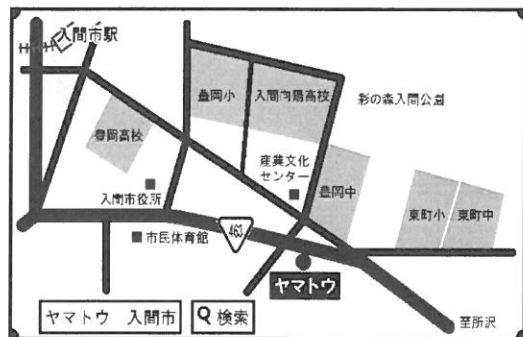 入間市駅
豊岡小
入間向陽高校
彩の森入間公園
豊岡高校
産業文化
センター
豊岡中
入間市役所
東町小
東町中
市民体育館
463
ヤマトウ
ヤマトウ 入間市
Q 検索
至所沢